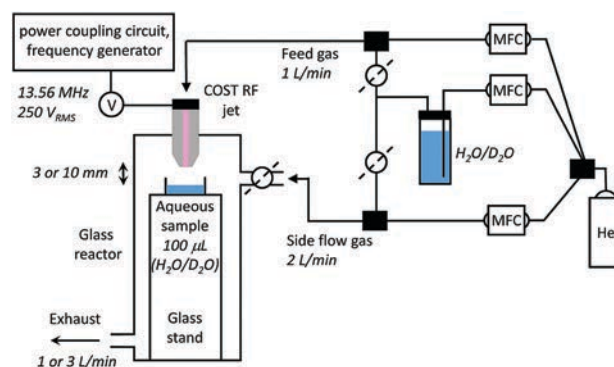 power coupling circuit,
frequency generator
13.56 MHz
250 V_RMS
V
COST RF
jet
Feed gas
1 L/min
MFC
MFC
H₂O/D₂O
3 or 10 mm
Glass
reactor
Aqueous
sample
100 μL
(H₂O/D₂O)
Side flow gas
2 L/min
MFC
He
Exhaust
1 or 3 L/min
Glass
stand